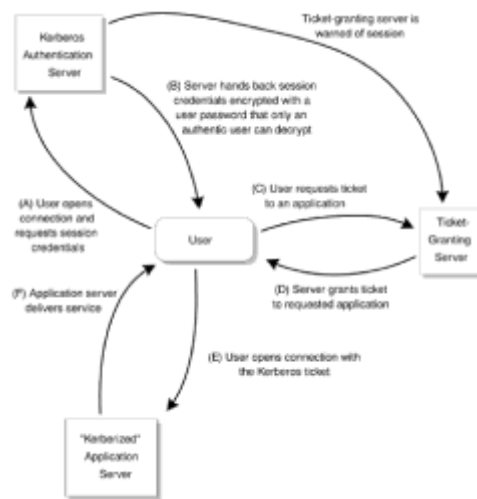 Kerberos
Authentication
Server
Ticket-granting server is
warned of session
(B) Server hands back session
credentials encrypted with a
user password that only an
authentic user can decrypt
(A) User opens
connection and
requests session
credentials
(C) User requests ticket
to an application
User
Ticket-
Granting
Server
(D) Server grants ticket
to requested application
(F) Application server
delivers service
(E) User opens connection with
the Kerberos ticket
"Kerberized"
Application
Server